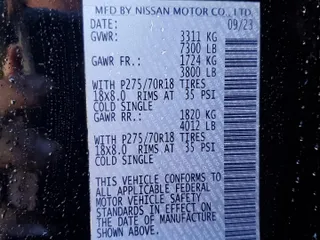 MFD BY NISSAN MOTOR CO., LTD.
DATE: 09/23
GVWR: 3311 KG
7300 LB
GAWR FR.: 1724 KG
3800 LB
WITH P275/70R18 TIRES
18X8.0 RIMS AT 35 PSI
COLD SINGLE
GAWR RR.: 1820 KG
4012 LB
WITH P275/70R18 TIRES
18X8.0 RIMS AT 35 PSI
COLD SINGLE
THIS VEHICLE CONFORMS TO
ALL APPLICABLE FEDERAL
MOTOR VEHICLE SAFETY
STANDARDS IN EFFECT ON
THE DATE OF MANUFACTURE
SHOWN ABOVE.